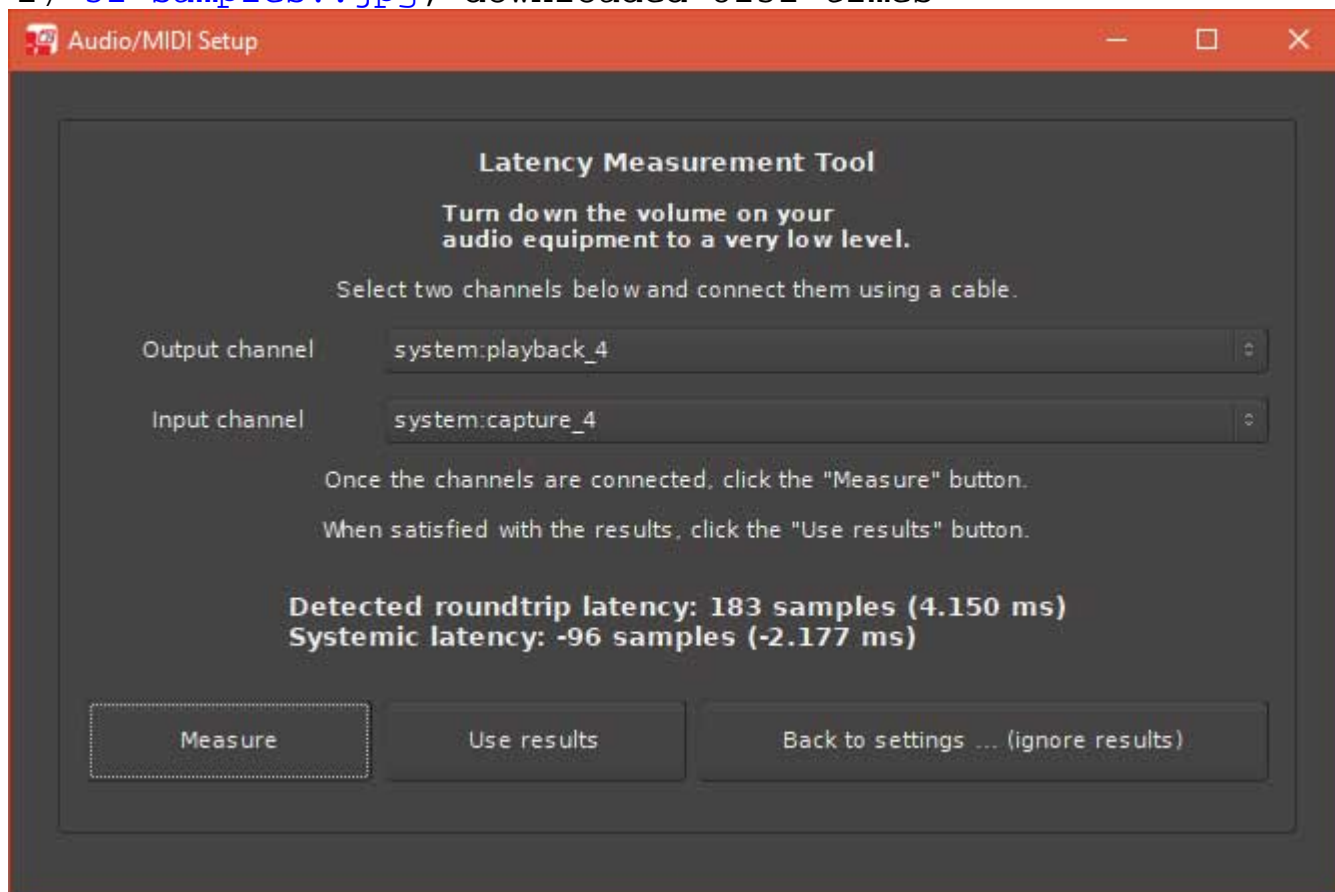 Audio/MIDI Setup
Latency Measurement Tool
Turn down the volume on your
audio equipment to a very low level.
Select two channels below and connect them using a cable.
Output channel system:playback_4
Input channel system:capture_4
Once the channels are connected, click the "Measure" button.
When satisfied with the results, click the "Use results" button.
Detected roundtrip latency: 183 samples (4.150 ms)
Systemic latency: -96 samples (-2.177 ms)
Measure Use results Back to settings ... (ignore results)